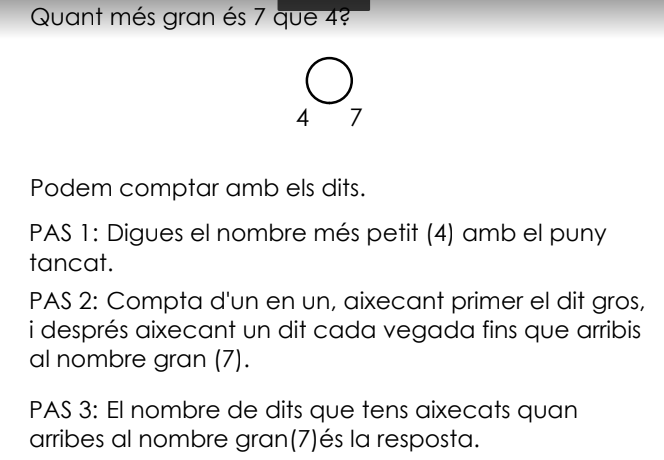 Quant més gran és 7 que 4?
4 7
Podem comptar amb els dits.
PAS 1: Digues el nombre més petit (4) amb el puny
tancat.
PAS 2: Compta d'un en un, aixecant primer el dit gros,
i després aixecant un dit cada vegada fins que arribis
al nombre gran (7).
PAS 3: El nombre de dits que tens aixecats quan
arribes al nombre gran(7)és la resposta.